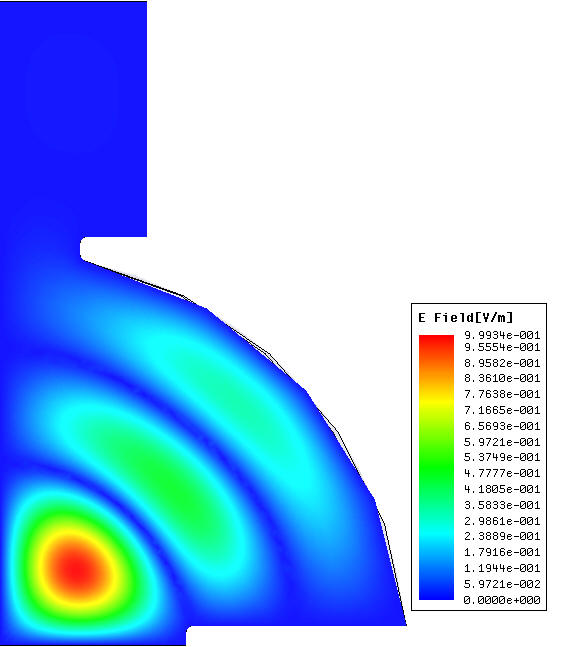 E Field[V/m]
9.9934e-001
9.5554e-001
8.9582e-001
8.3610e-001
7.7638e-001
7.1665e-001
6.5693e-001
5.9721e-001
5.3749e-001
4.7777e-001
4.1805e-001
3.5833e-001
2.9861e-001
2.3889e-001
1.7916e-001
1.1944e-001
5.9721e-002
0.0000e+000